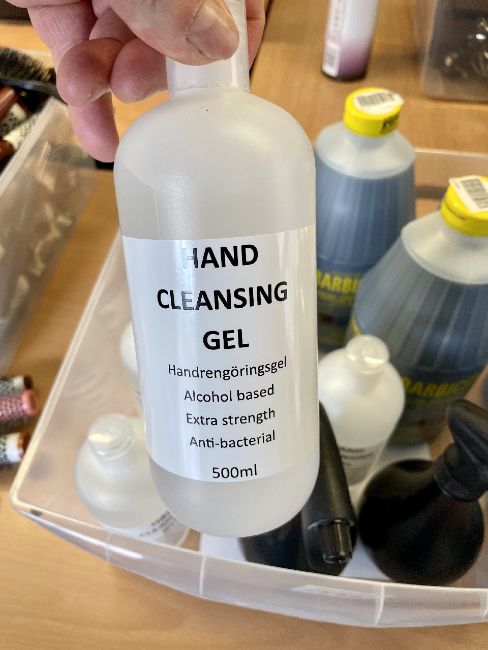 HAND
CLEANSING
GEL
Handrengöringsgel
Alcohol based
Extra strength
Anti-bacterial
500ml